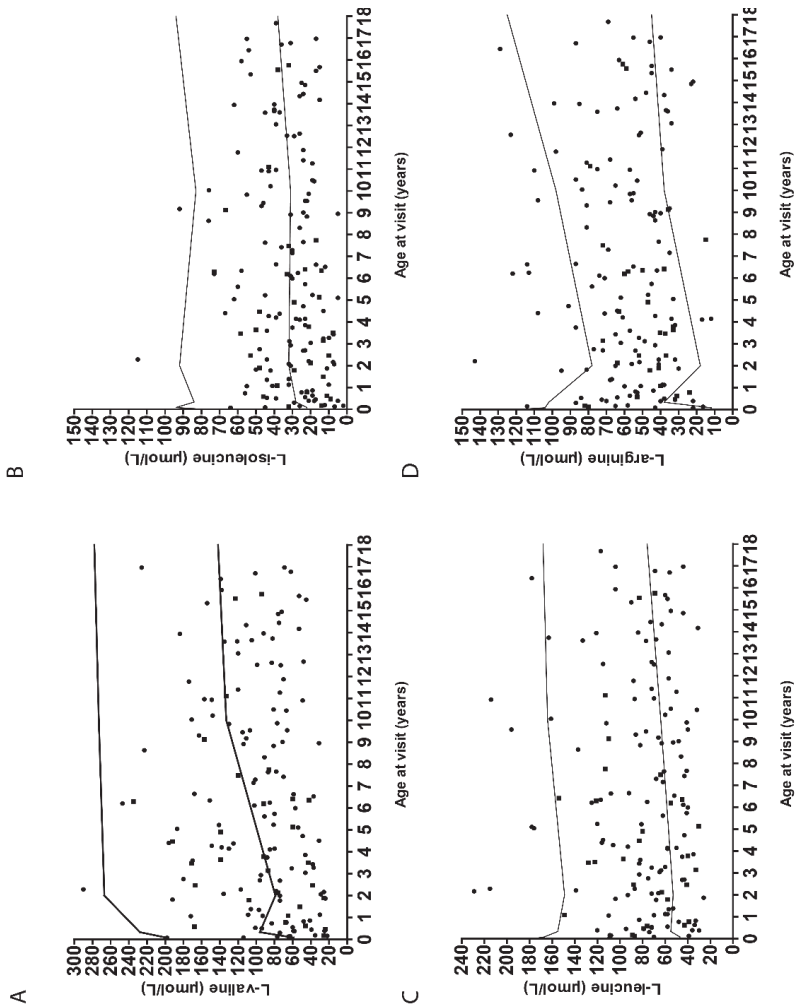 A
300 260 220 180 140 100 60 20 0
L-valine (µmol/L)
0 1 2 3 4 5 6 7 8 9 10 11 12 13 14 15 16 17 18
Age at visit (years)
B
150 140 130 120 110 100 90 80 70 60 50 40 30 20 10 0
L-isoleucine (µmol/L)
0 1 2 3 4 5 6 7 8 9 10 11 12 13 14 15 16 17 18
Age at visit (years)
C
240 220 200 180 160 140 120 100 80 60 40 20 0
L-leucine (µmol/L)
0 1 2 3 4 5 6 7 8 9 10 11 12 13 14 15 16 17 18
Age at visit (years)
D
150 140 130 120 110 100 90 80 70 60 50 40 30 20 10 0
L-arginine (µmol/L)
0 1 2 3 4 5 6 7 8 9 10 11 12 13 14 15 16 17 18
Age at visit (years)